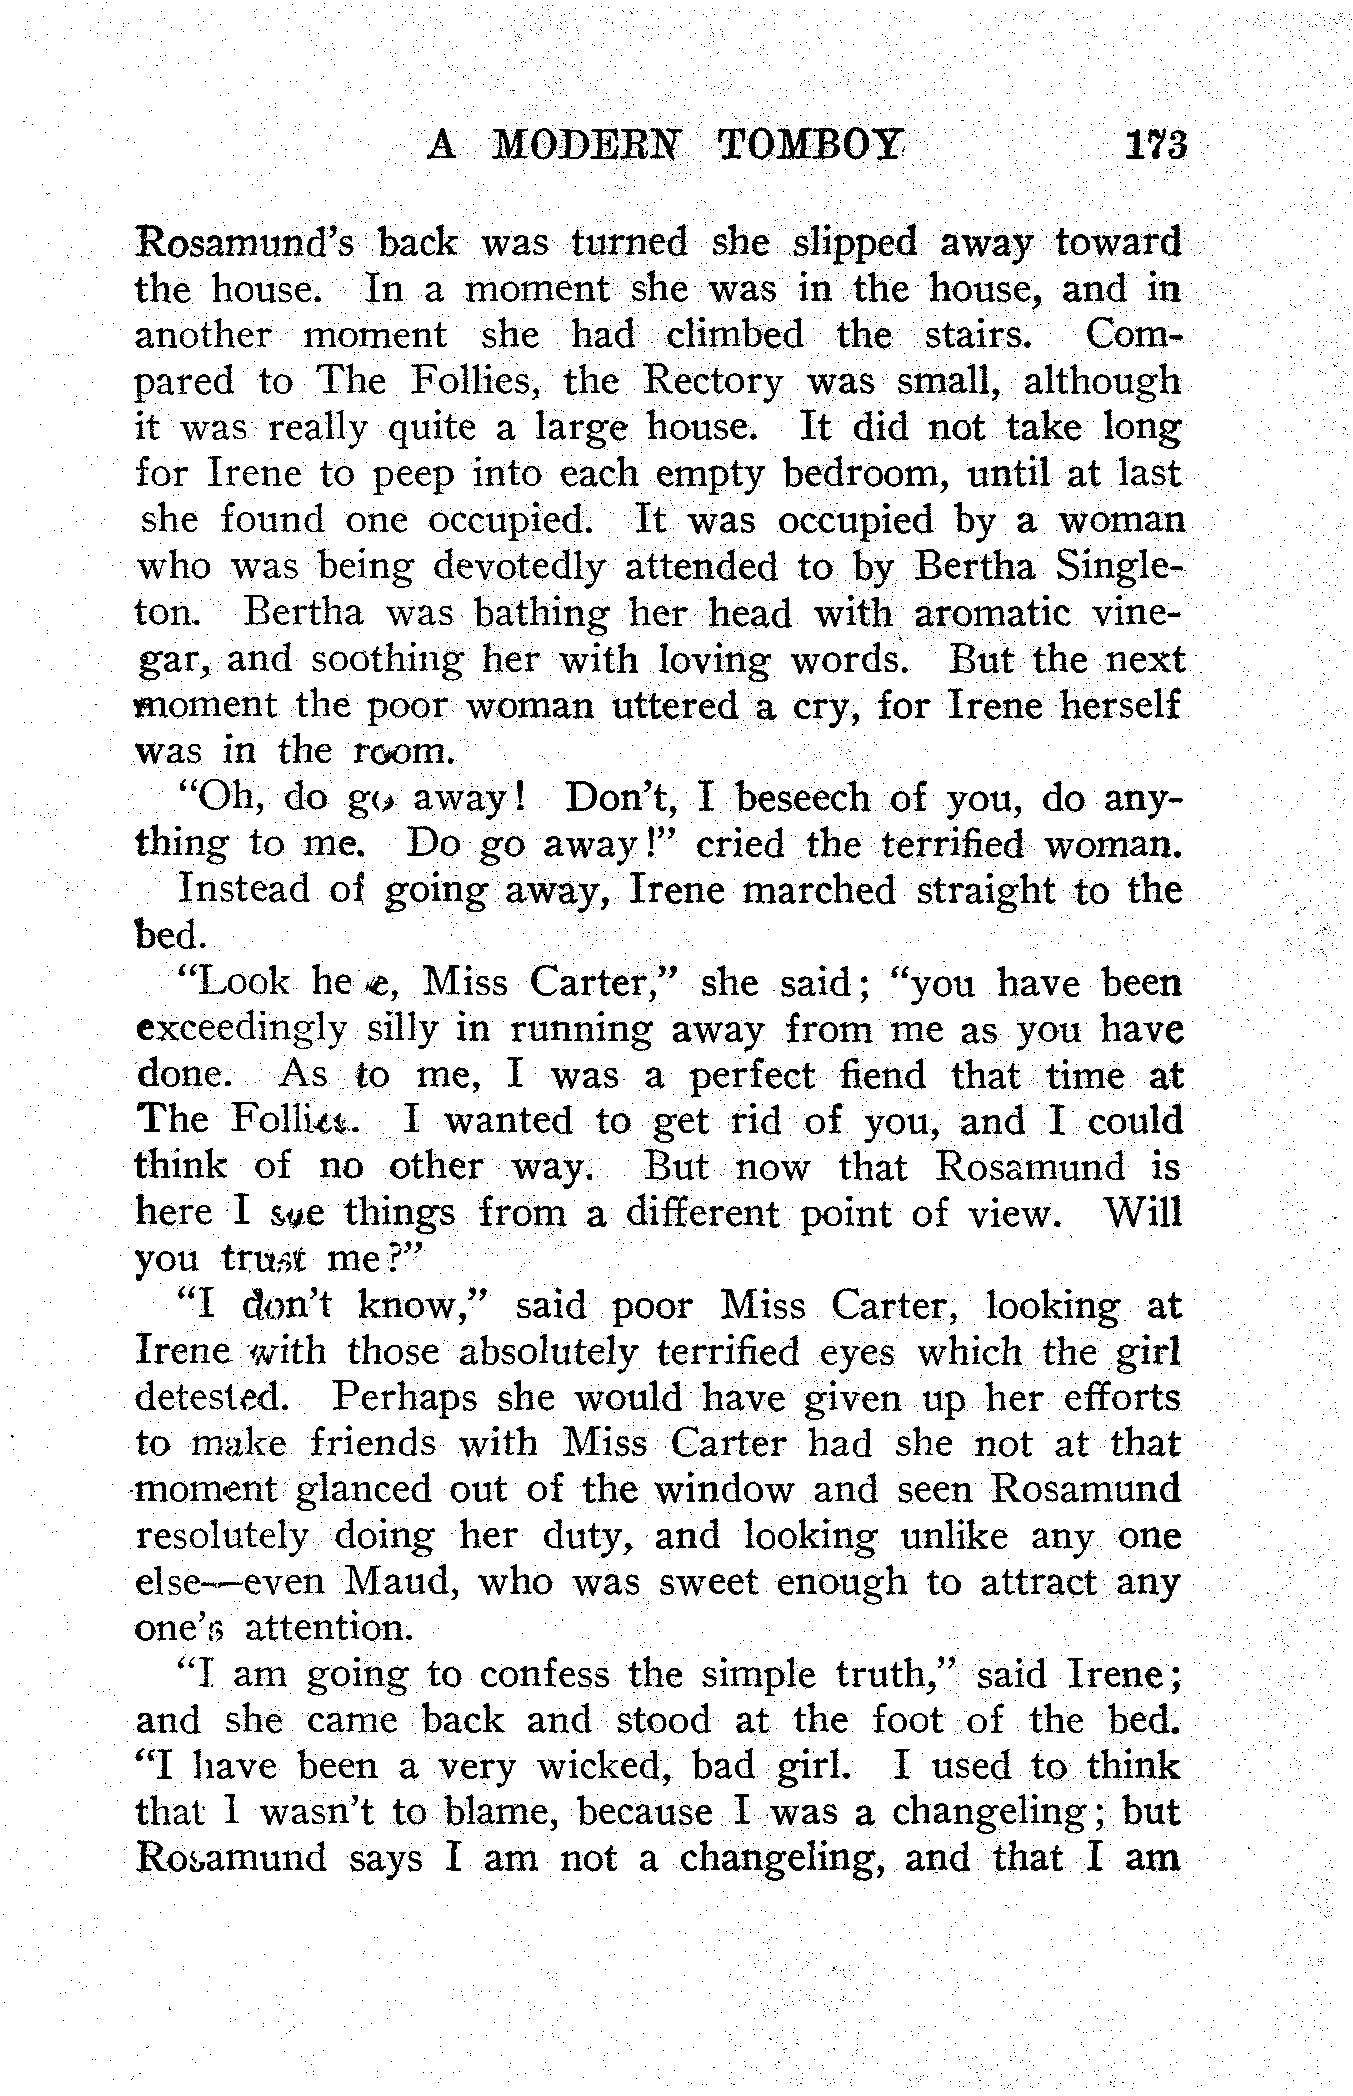 A MODERN TOMBOY 173
Rosamund's back was turned she slipped away toward
the house. In a moment she was in the house, and in
another moment she had climbed the stairs. Com-
pared to The Follies, the Rectory was small, although
it was really quite a large house. It did not take long
for Irene to peep into each empty bedroom, until at last
she found one occupied. It was occupied by a woman
who was being devotedly attended to by Bertha Single-
ton. Bertha was bathing her head with aromatic vine-
gar, and soothing her with loving words. But the next
moment the poor woman uttered a cry, for Irene herself
was in the room.
"Oh, do go away! Don't, I beseech of you, do any-
thing to me. Do go away!" cried the terrified woman.
Instead of going away, Irene marched straight to the
bed.
"Look here, Miss Carter," she said; "you have been
exceedingly silly in running away from me as you have
done. As to me, I was a perfect fiend that time at
The Follies. I wanted to get rid of you, and I could
think of no other way. But now that Rosamund is
here I see things from a different point of view. Will
you trust me?"
"I don't know," said poor Miss Carter, looking at
Irene with those absolutely terrified eyes which the girl
detested. Perhaps she would have given up her efforts
to make friends with Miss Carter had she not at that
moment glanced out of the window and seen Rosamund
resolutely doing her duty, and looking unlike any one
else—even Maud, who was sweet enough to attract any
one's attention.
"I am going to confess the simple truth," said Irene;
and she came back and stood at the foot of the bed.
"I have been a very wicked, bad girl. I used to think
that I wasn't to blame, because I was a changeling; but
Rosamund says I am not a changeling, and that I am